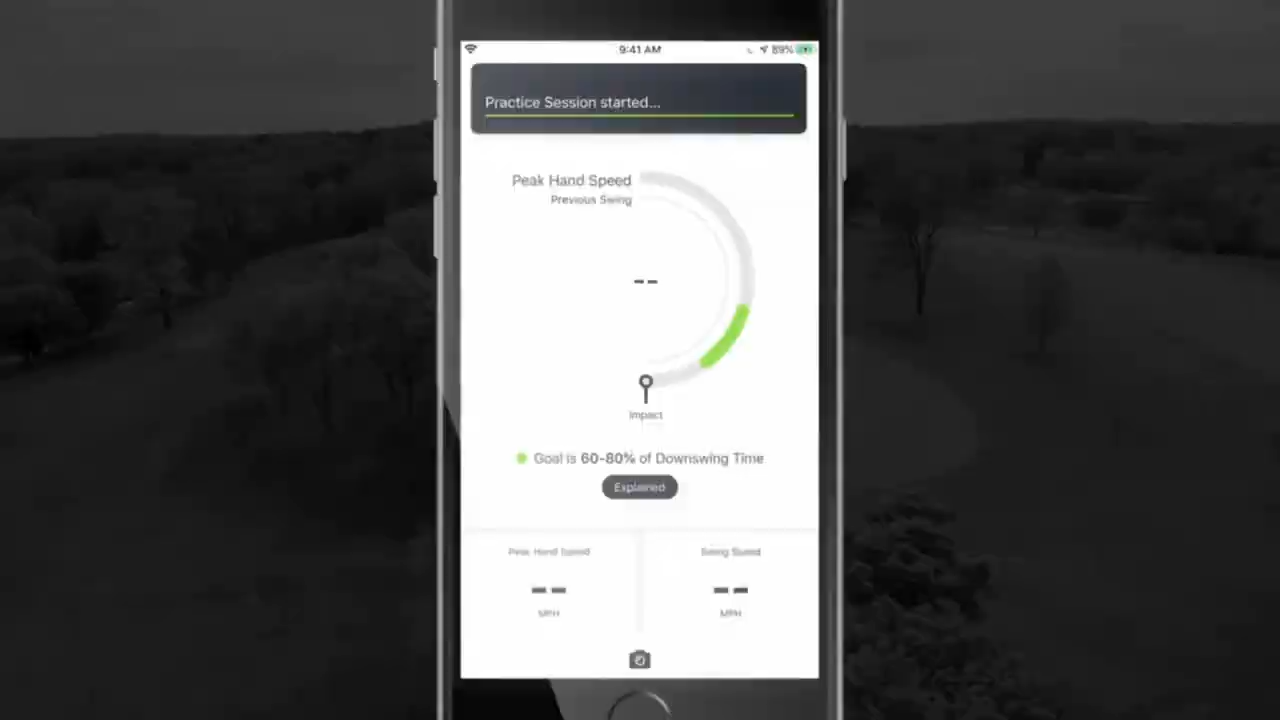 9:41 AM
89%
Practice Session started...
Peak Hand Speed
Previous Swing
--
Impact
Goal is 60-80% of Downswing Time
Explained
Peak Hand Speed
Swing Speed
-- --
MPH MPH